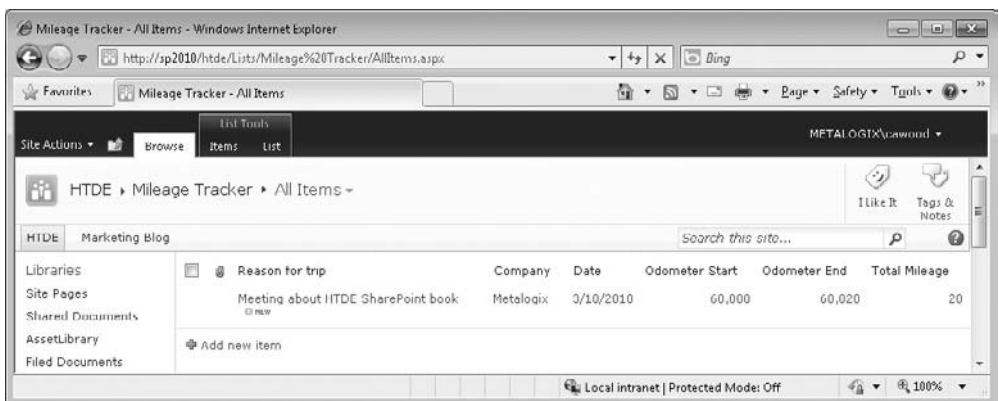 Mileage Tracker - All Items - Windows Internet Explorer
http://sp2010/htde/Lists/Mileage%20Tracker/AllItems.aspx
Bing
Favorites
Mileage Tracker - All Items
Page
Safety
Tools
List Tools
METALOGIX\cawood
Site Actions
Browse
Items
List
HTDE
Mileage Tracker
All Items
I Like It
Tags & Notes
HTDE
Marketing Blog
Search this site...
Libraries
Reason for trip
Company
Date
Odometer Start
Odometer End
Total Mileage
Site Pages
Meeting about HTDE SharePoint book
Metalogix
3/10/2010
60,000
60,020
20
NEW
Shared Documents
AssetLibrary
Add new item
Filed Documents
Local intranet | Protected Mode: Off
100%